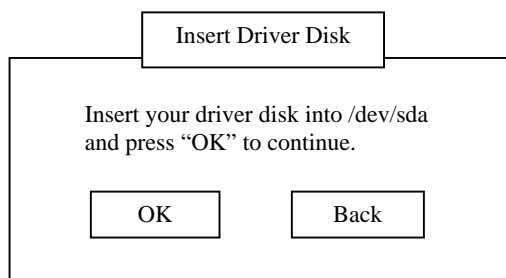 Insert Driver Disk
Insert your driver disk into /dev/sda
and press “OK” to continue.
OK
Back